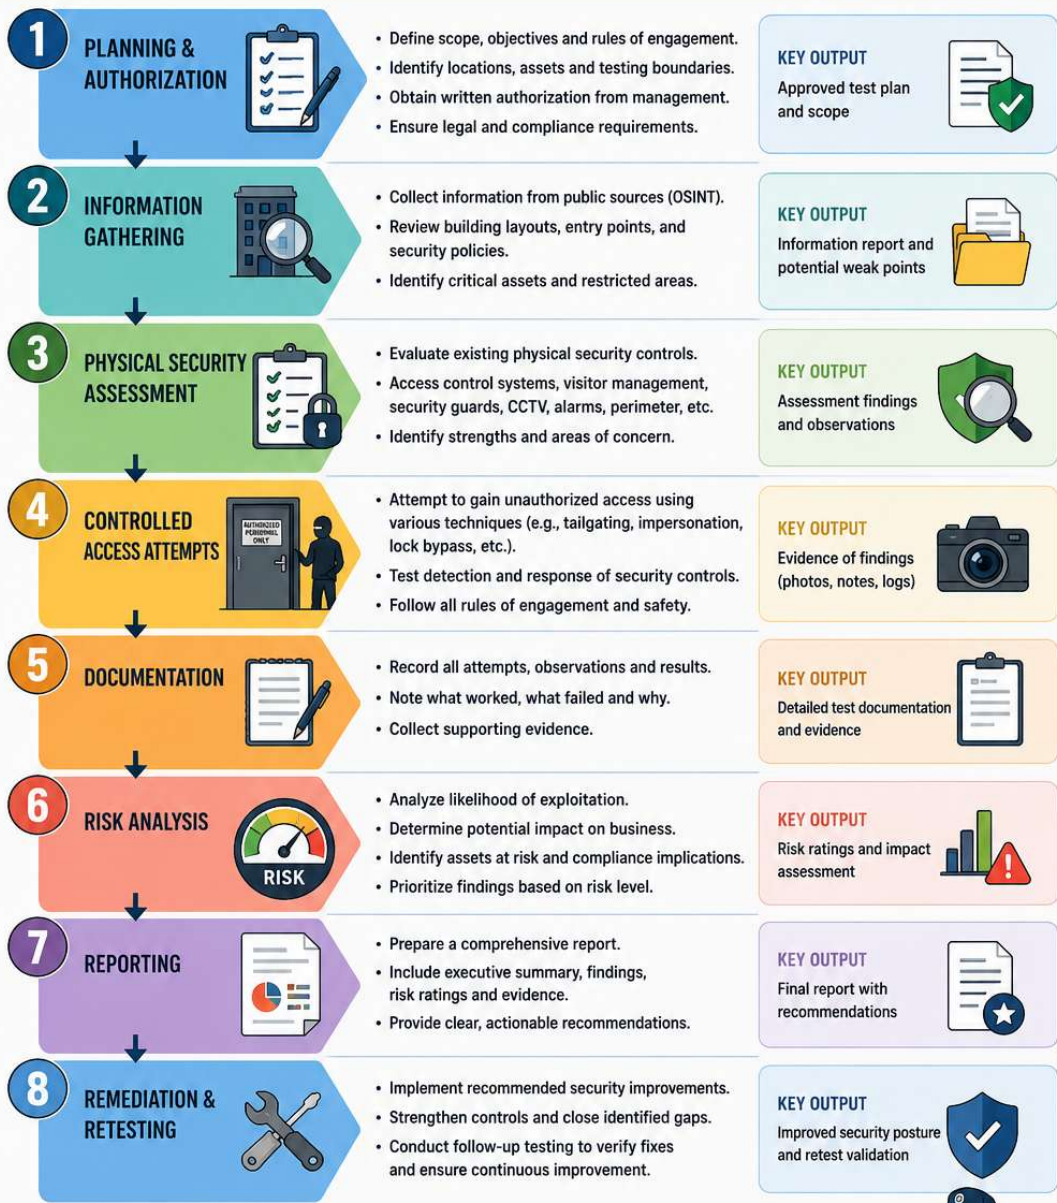 1
PLANNING &
AUTHORIZATION
• Define scope, objectives and rules of engagement.
• Identify locations, assets and testing boundaries.
• Obtain written authorization from management.
• Ensure legal and compliance requirements.
KEY OUTPUT
Approved test plan
and scope
2
INFORMATION
GATHERING
• Collect information from public sources (OSINT).
• Review building layouts, entry points, and
security policies.
• Identify critical assets and restricted areas.
KEY OUTPUT
Information report and
potential weak points
3
PHYSICAL SECURITY
ASSESSMENT
• Evaluate existing physical security controls.
• Access control systems, visitor management,
security guards, CCTV, alarms, perimeter, etc.
• Identify strengths and areas of concern.
KEY OUTPUT
Assessment findings
and observations
4
CONTROLLED
ACCESS ATTEMPTS
AUTHORIZED
PERSONNEL
ONLY
• Attempt to gain unauthorized access using
various techniques (e.g., tailgating, impersonation,
lock bypass, etc.).
• Test detection and response of security controls.
• Follow all rules of engagement and safety.
KEY OUTPUT
Evidence of findings
(photos, notes, logs)
5
DOCUMENTATION
• Record all attempts, observations and results.
• Note what worked, what failed and why.
• Collect supporting evidence.
KEY OUTPUT
Detailed test documentation
and evidence
6
RISK ANALYSIS
RISK
• Analyze likelihood of exploitation.
• Determine potential impact on business.
• Identify assets at risk and compliance implications.
• Prioritize findings based on risk level.
KEY OUTPUT
Risk ratings and impact
assessment
7
REPORTING
• Prepare a comprehensive report.
• Include executive summary, findings,
risk ratings and evidence.
• Provide clear, actionable recommendations.
KEY OUTPUT
Final report with
recommendations
8
REMEDIATION &
RETESTING
• Implement recommended security improvements.
• Strengthen controls and close identified gaps.
• Conduct follow-up testing to verify fixes
and ensure continuous improvement.
KEY OUTPUT
Improved security posture
and retest validation